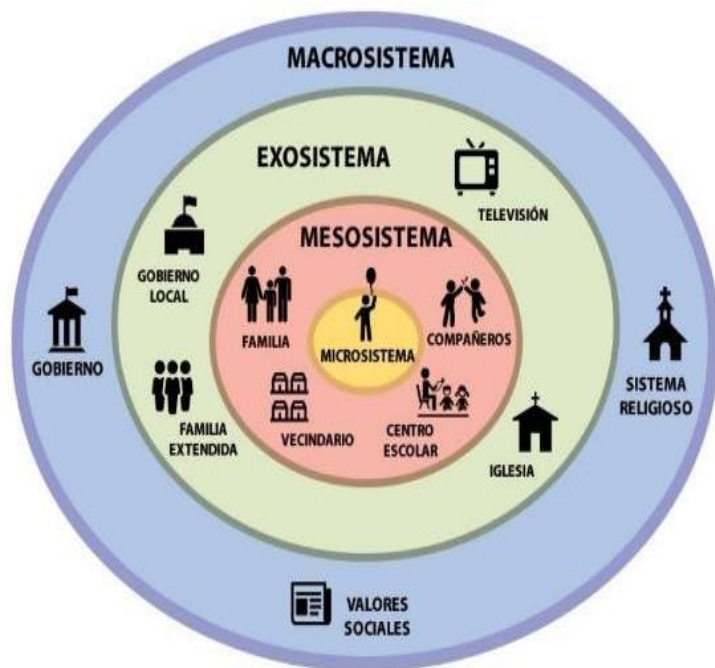 MACROSISTEMA
EXOSISTEMA
TELEVISIÓN
MESOSISTEMA
GOBIERNO
LOCAL
FAMILIA
COMPAÑEROS
MICROSISTEMA
GOBIERNO
SISTEMA
RELIGIOSO
FAMILIA
EXTENDIDA
VECINDARIO
CENTRO
ESCOLAR
IGLESIA
VALORES
SOCIALES